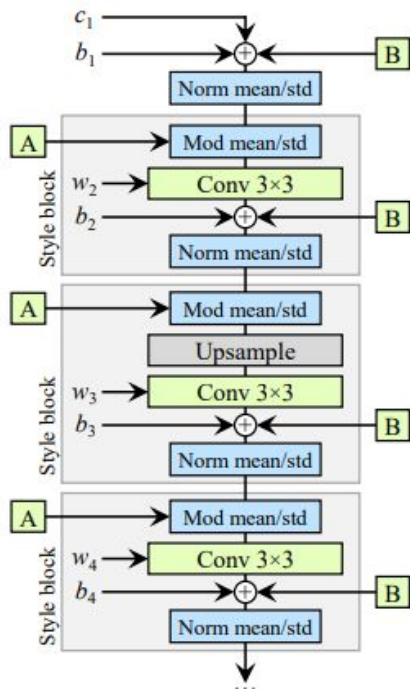 c₁
b₁ + B
Norm mean/std
A Mod mean/std
w₂ Conv 3×3
b₂ + B
Norm mean/std
Style block
A Mod mean/std
Upsample
w₃ Conv 3×3
b₃ + B
Norm mean/std
Style block
A Mod mean/std
w₄ Conv 3×3
b₄ + B
Norm mean/std
Style block
...